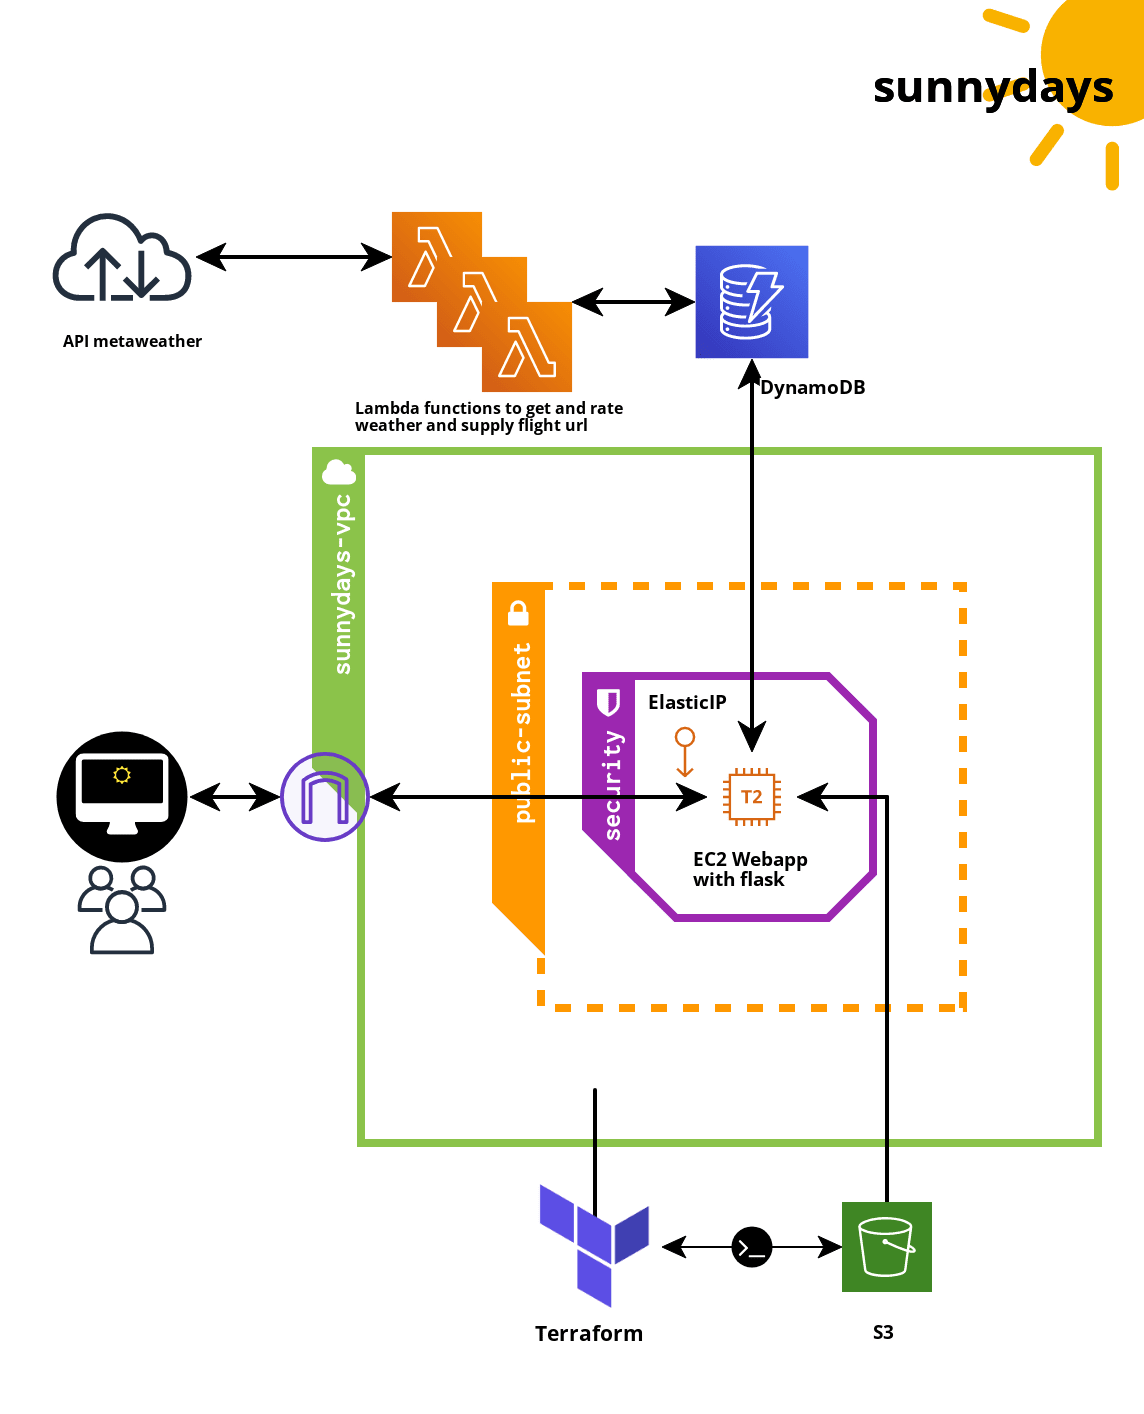 sunnydays
API metaweather
Lambda functions to get and rate
weather and supply flight url
DynamoDB
sunnydays-vpc
public-subnet
security
ElasticIP
T2
EC2 Webapp
with flask
Terraform
S3